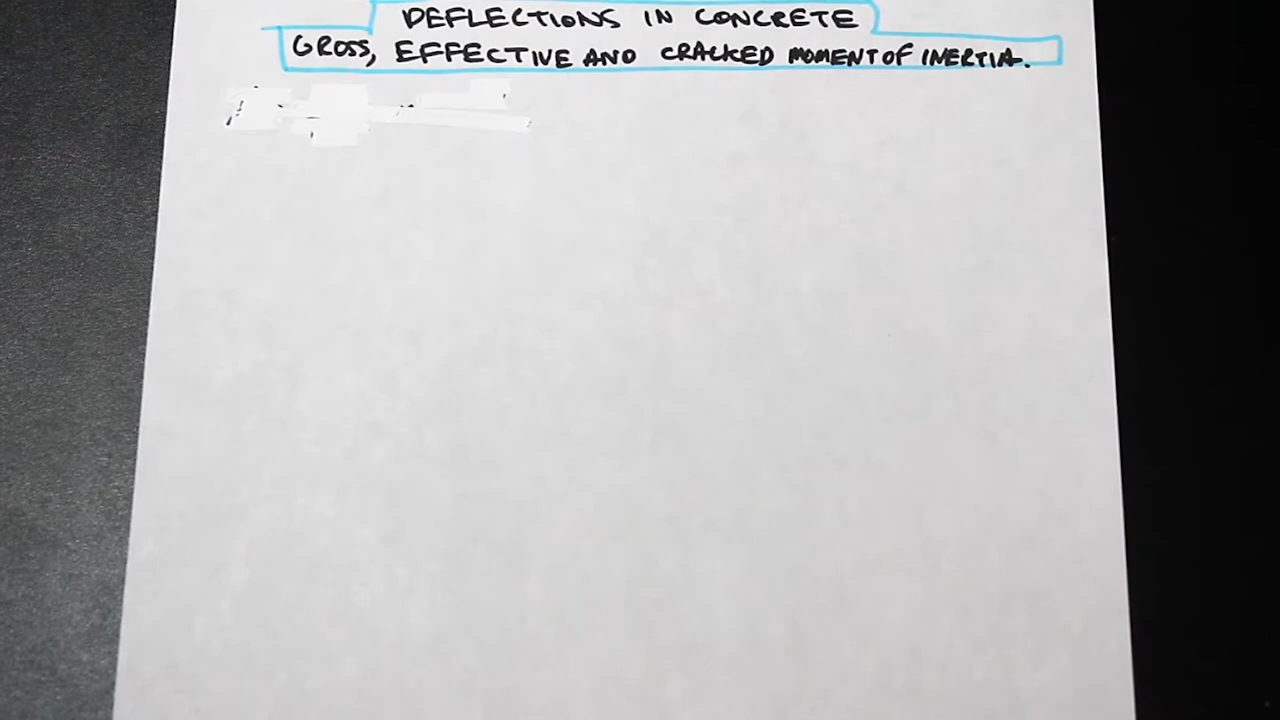 DEFLECTIONS IN CONCRETE
GROSS, EFFECTIVE AND CRACKED MOMENT OF INERTIA.